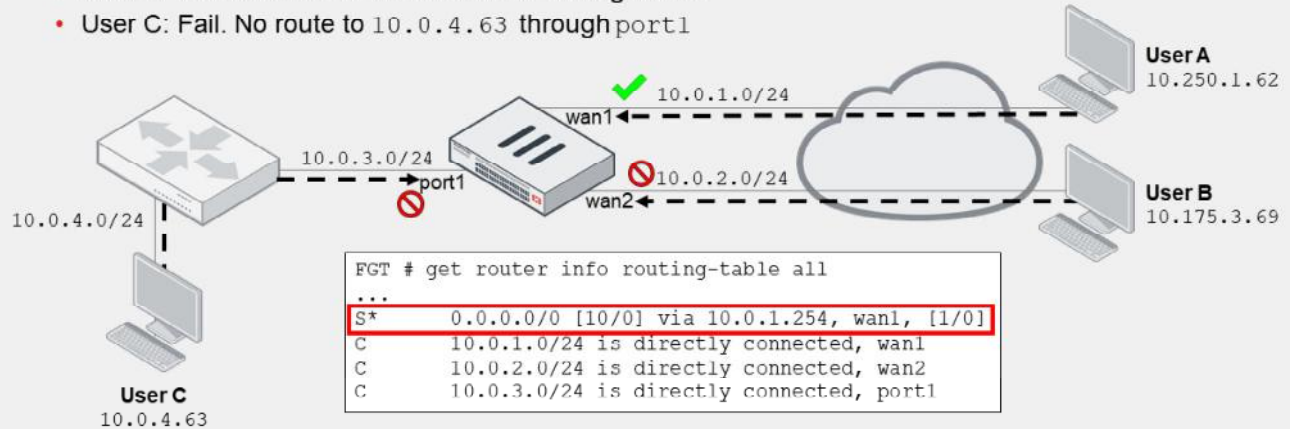 • User C: Fail. No route to 10.0.4.63 through port1
User A
10.250.1.62
10.0.1.0/24
wan1
10.0.3.0/24
port1
10.0.2.0/24
wan2
User B
10.175.3.69
10.0.4.0/24
FGT # get router info routing-table all
...
S* 0.0.0.0/0 [10/0] via 10.0.1.254, wan1, [1/0]
C 10.0.1.0/24 is directly connected, wan1
C 10.0.2.0/24 is directly connected, wan2
C 10.0.3.0/24 is directly connected, port1
User C
10.0.4.63